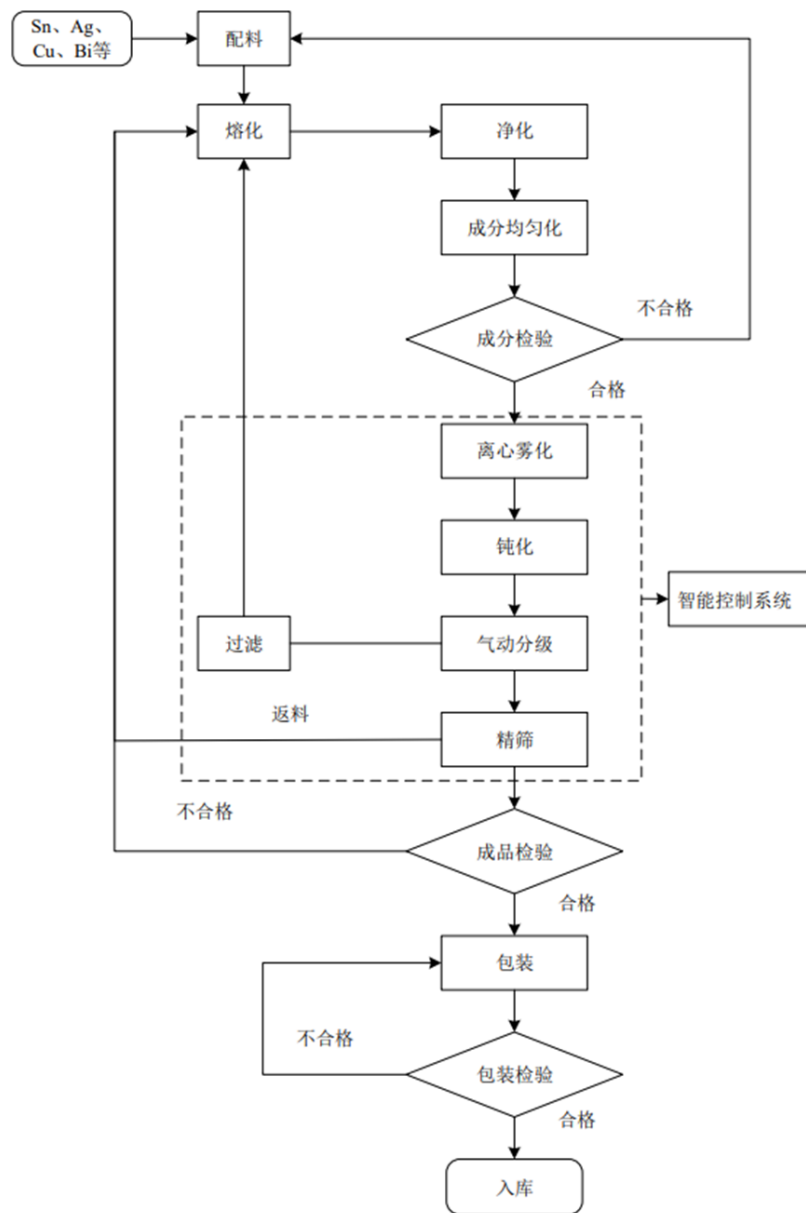 Sn、Ag、
Cu、Bi等
配料
熔化
净化
成分均匀化
不合格
成分检验
合格
离心雾化
钝化
智能控制系统
过滤
气动分级
返料
精筛
不合格
成品检验
合格
包装
不合格
包装检验
合格
入库